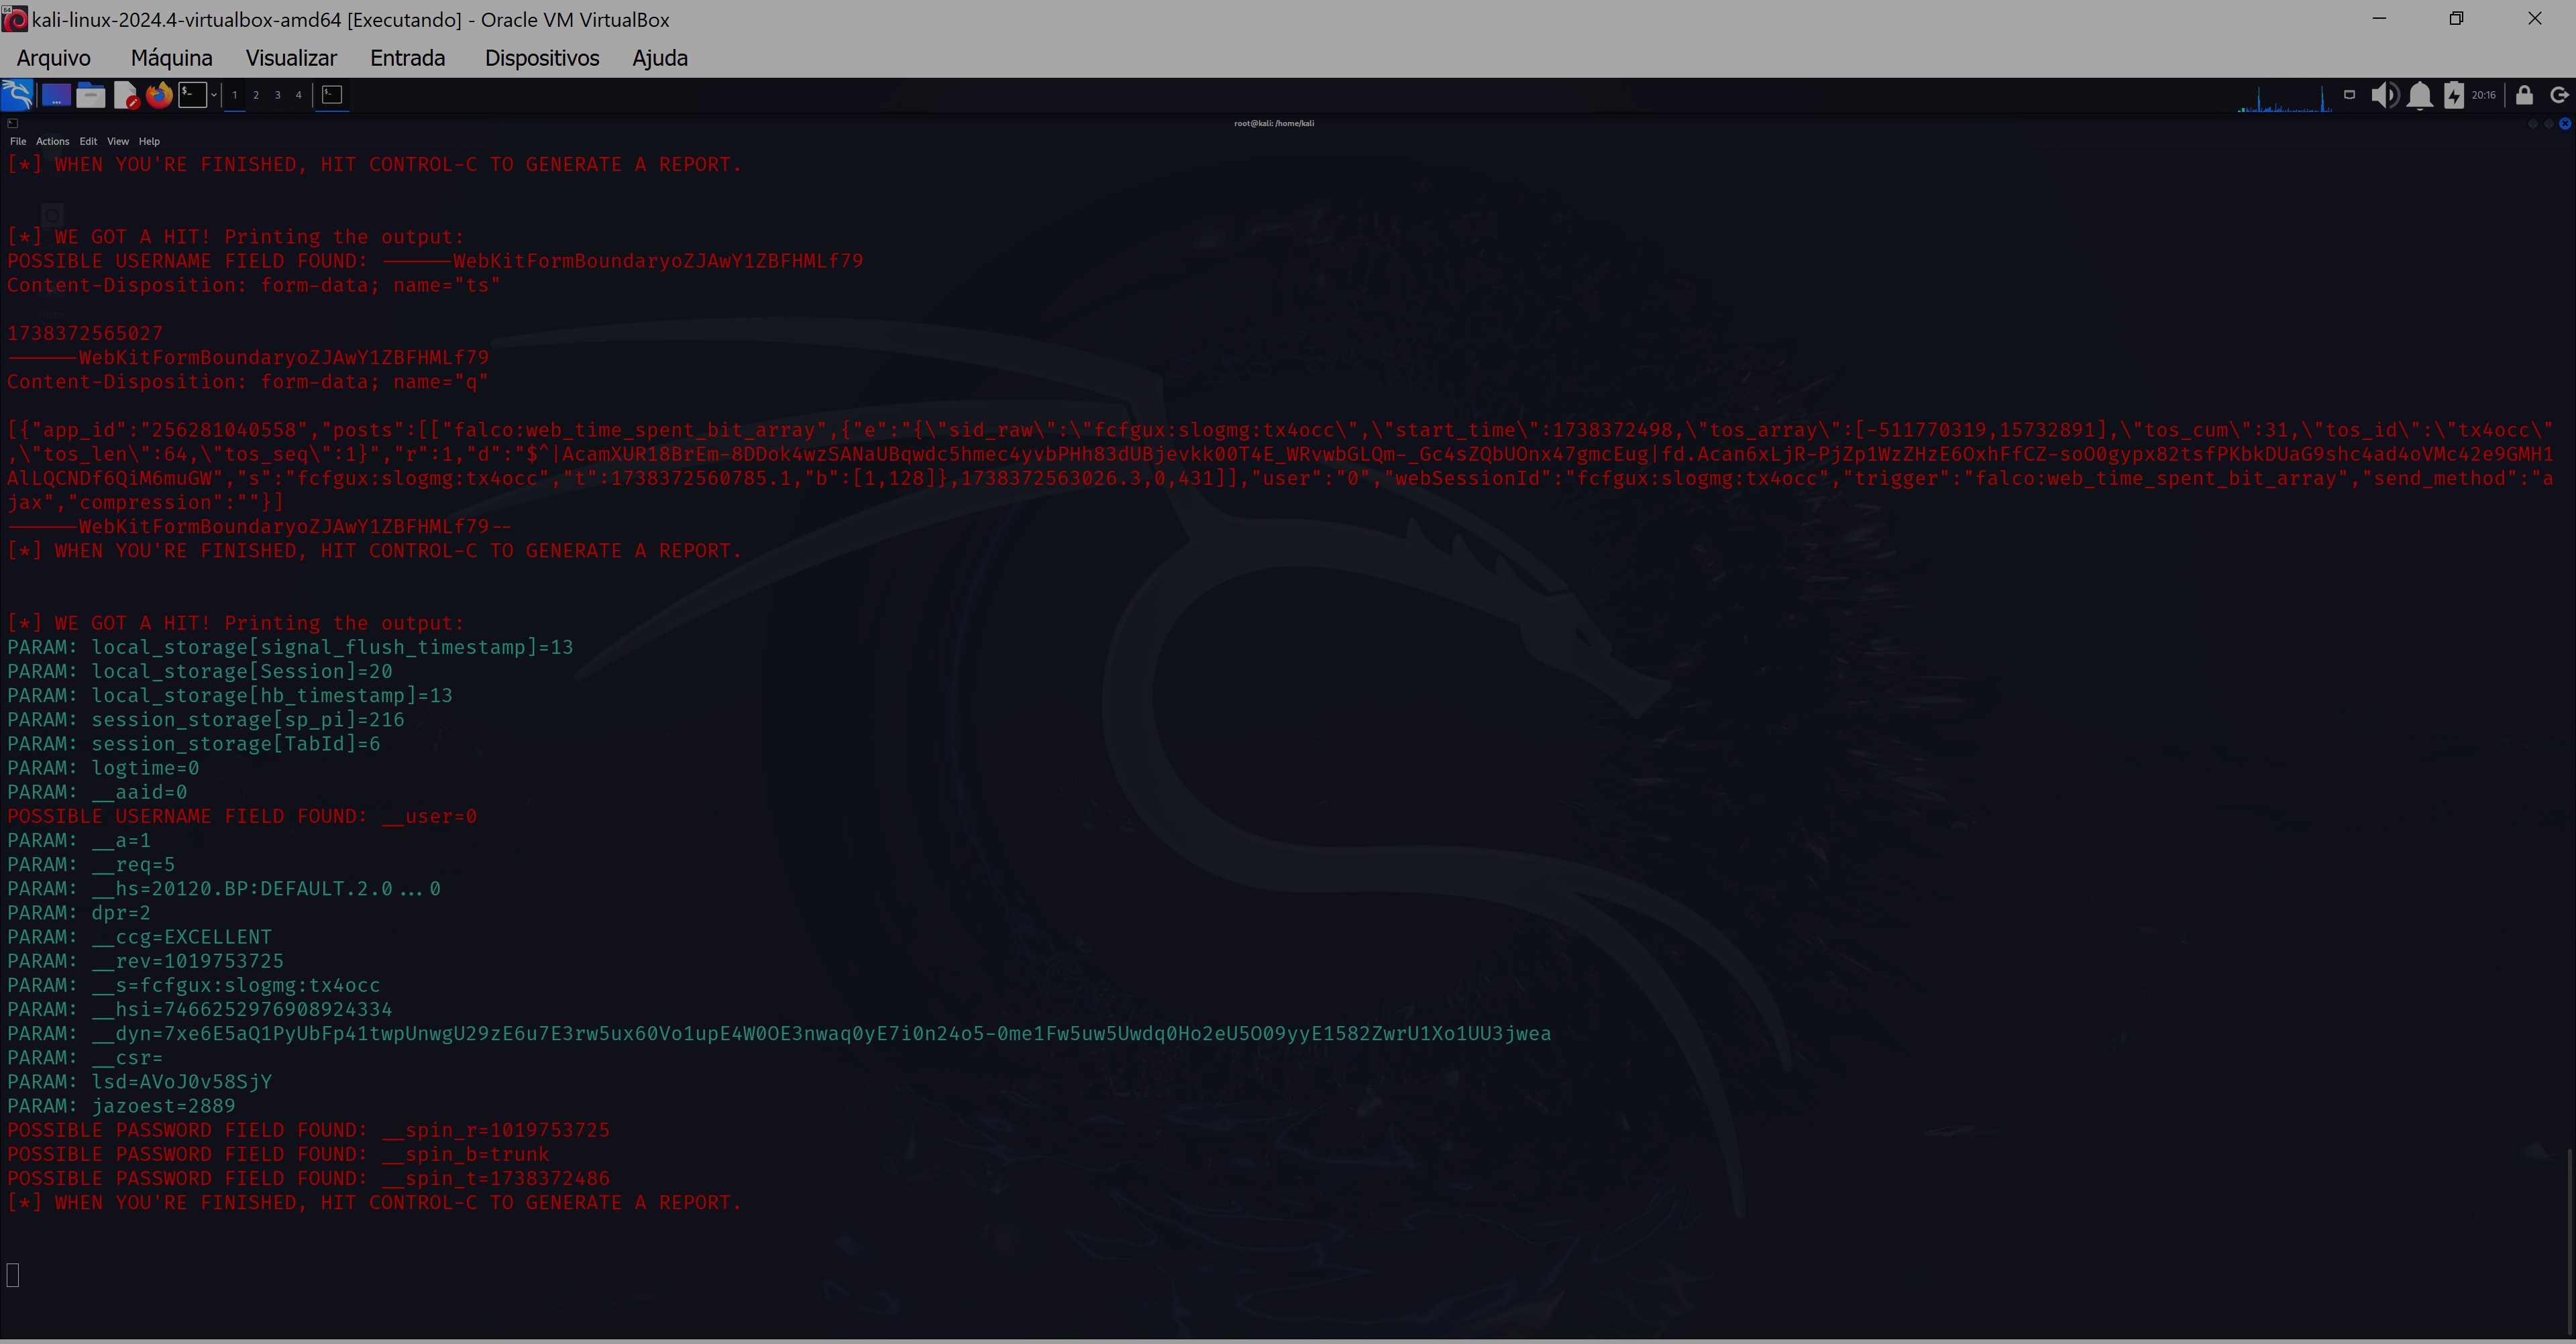 kali-linux-2024.4-virtualbox-amd64 [Executando] - Oracle VM VirtualBox
Arquivo Máquina Visualizar Entrada Dispositivos Ajuda
1 2 3 4 20:16
root@kali: /home/kali
File Actions Edit View Help
[*] WHEN YOU'RE FINISHED, HIT CONTROL-C TO GENERATE A REPORT.
[*] WE GOT A HIT! Printing the output:
POSSIBLE USERNAME FIELD FOUND: ------WebKitFormBoundaryoZJAwY1ZBFHMLf79
Content-Disposition: form-data; name="ts"
1738372565027
------WebKitFormBoundaryoZJAwY1ZBFHMLf79
Content-Disposition: form-data; name="q"
[{"app_id":"256281040558","posts":[["falco:web_time_spent_bit_array",{"e":"{\"sid_raw\":\"fcfgux:slogmg:tx4occ\",\"start_time\":1738372498,\"tos_array\":[-511770319,15732891],\"tos_cum\":31,\"tos_id\":\"tx4occ\"
,\"tos_len\":64,\"tos_seq\":1}","r":1,"d":"$^|AcamXUR18BrEm-8DDok4wzSANaUBqwdc5hmec4yvbPHh83dUBjevkk00T4E_WRvwbGLQm-_Gc4sZQbUOnx47gmcEug|fd.Acan6xLjR-PjZp1WzZHzE6OxhFfCZ-soO0gypx82tsfPKbkDUaG9shc4ad4oVMc42e9GMH1
AlLQCNDf6QiM6muGW","s":"fcfgux:slogmg:tx4occ","t":1738372560785.1,"b":[1,128]},1738372563026.3,0,431]],"user":"0","webSessionId":"fcfgux:slogmg:tx4occ","trigger":"falco:web_time_spent_bit_array","send_method":"a
jax","compression":""}]
------WebKitFormBoundaryoZJAwY1ZBFHMLf79--
[*] WHEN YOU'RE FINISHED, HIT CONTROL-C TO GENERATE A REPORT.
[*] WE GOT A HIT! Printing the output:
PARAM: local_storage[signal_flush_timestamp]=13
PARAM: local_storage[Session]=20
PARAM: local_storage[hb_timestamp]=13
PARAM: session_storage[sp_pi]=216
PARAM: session_storage[TabId]=6
PARAM: logtime=0
PARAM: __aaid=0
POSSIBLE USERNAME FIELD FOUND: __user=0
PARAM: __a=1
PARAM: __req=5
PARAM: __hs=20120.BP:DEFAULT.2.0...0
PARAM: dpr=2
PARAM: __ccg=EXCELLENT
PARAM: __rev=1019753725
PARAM: __s=fcfgux:slogmg:tx4occ
PARAM: __hsi=7466252976908924334
PARAM: __dyn=7xe6E5aQ1PyUbFp41twpUnwgU29zE6u7E3rw5ux60Vo1upE4W0OE3nwaq0yE7i0n24o5-0me1Fw5uw5Uwdq0Ho2eU5O09yyE1582ZwrU1Xo1UU3jwea
PARAM: __csr=
PARAM: lsd=AVoJ0v58SjY
PARAM: jazoest=2889
POSSIBLE PASSWORD FIELD FOUND: __spin_r=1019753725
POSSIBLE PASSWORD FIELD FOUND: __spin_b=trunk
POSSIBLE PASSWORD FIELD FOUND: __spin_t=1738372486
[*] WHEN YOU'RE FINISHED, HIT CONTROL-C TO GENERATE A REPORT.